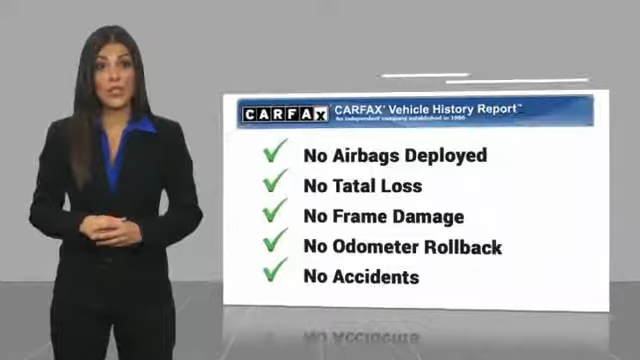 CARFAX CARFAX Vehicle History Report™
An independent company established in 1986
No Airbags Deployed
No Tatal Loss
No Frame Damage
No Odometer Rollback
No Accidents